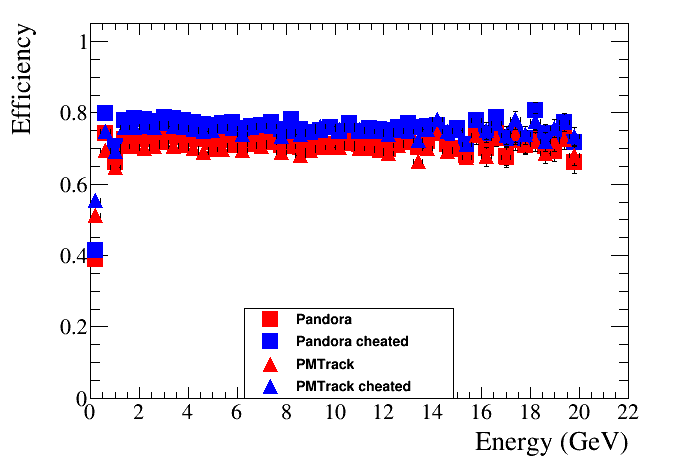 Efficiency
1
0.8
0.6
0.4
0.2
0
0 2 4 6 8 10 12 14 16 18 20 22
Pandora
Pandora cheated
PMTrack
PMTrack cheated
Energy (GeV)